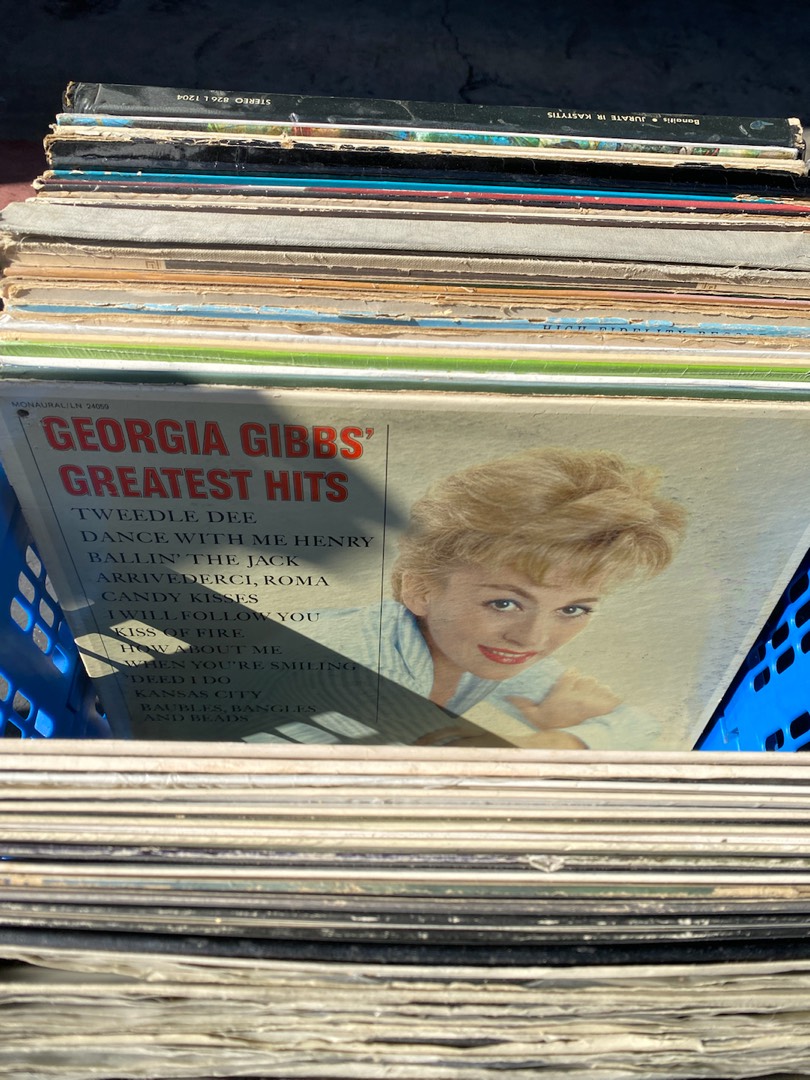 STEREO 826 L 1204
Banaitis • JURATE IR KASTYTIS
HIGH FIDELITY
MONAURAL/LN 24059
GEORGIA GIBBS'
GREATEST HITS
TWEEDLE DEE
DANCE WITH ME HENRY
BALLIN' THE JACK
ARRIVEDERCI, ROMA
CANDY KISSES
I WILL FOLLOW YOU
KISS OF FIRE
HOW ABOUT ME
WHEN YOU'RE SMILING
'DEED I DO
KANSAS CITY
BAUBLES, BANGLES
AND BEADS